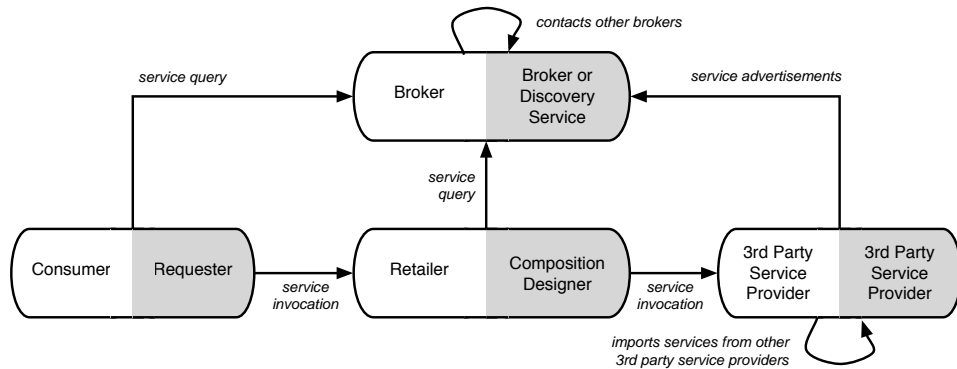 contacts other brokers
service query
Broker
Broker or
Discovery
Service
service advertisements
service
query
Consumer
Requester
service
invocation
Retailer
Composition
Designer
service
invocation
3rd Party
Service
Provider
3rd Party
Service
Provider
imports services from other
3rd party service providers